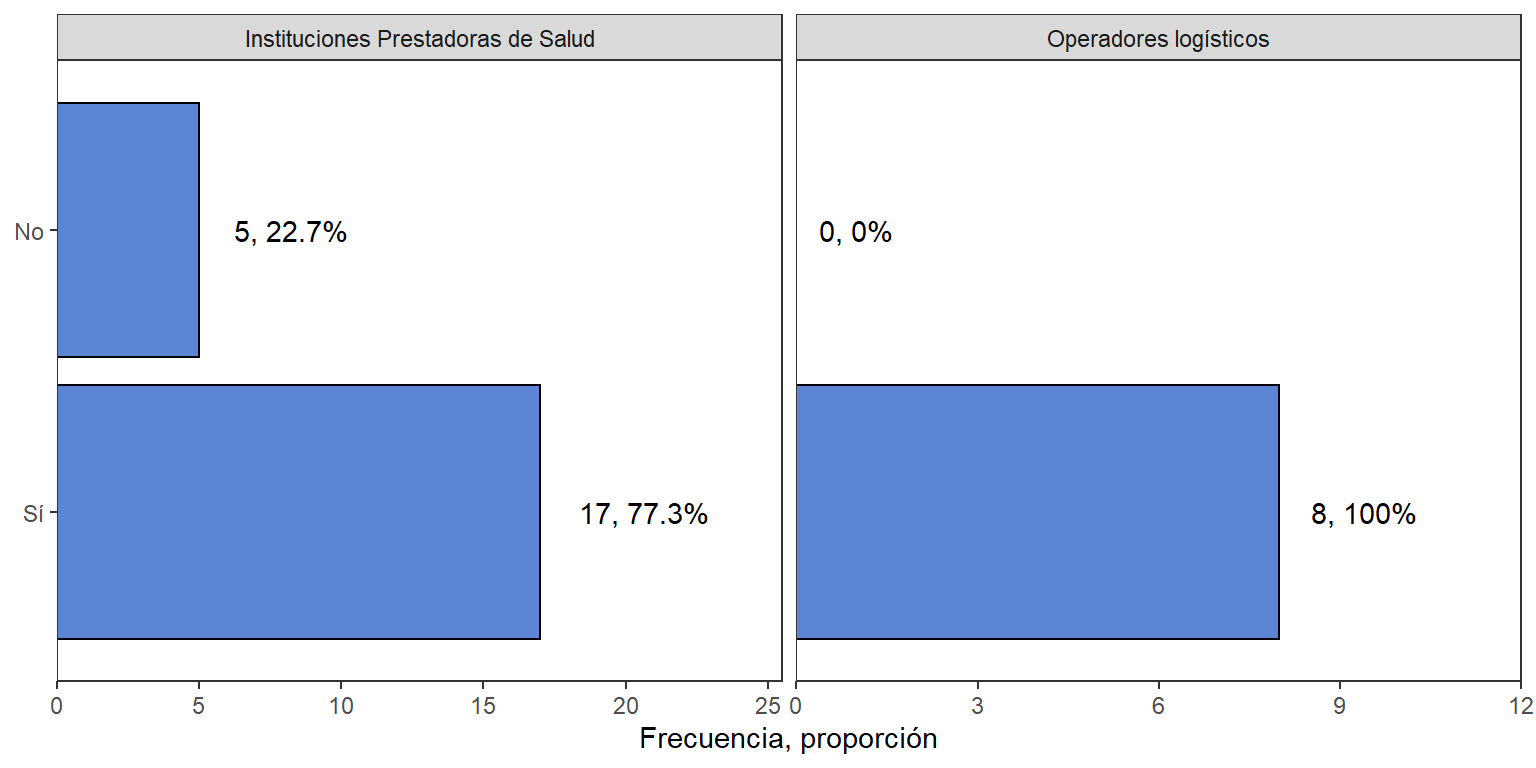 Instituciones Prestadoras de Salud
Operadores logísticos
No
5, 22.7%
0, 0%
Sí
17, 77.3%
8, 100%
0 5 10 15 20 25
0 3 6 9 12
Frecuencia, proporción